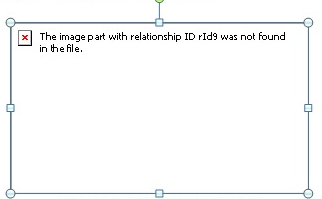 The image part with relationship ID rId9 was not found
in the file.